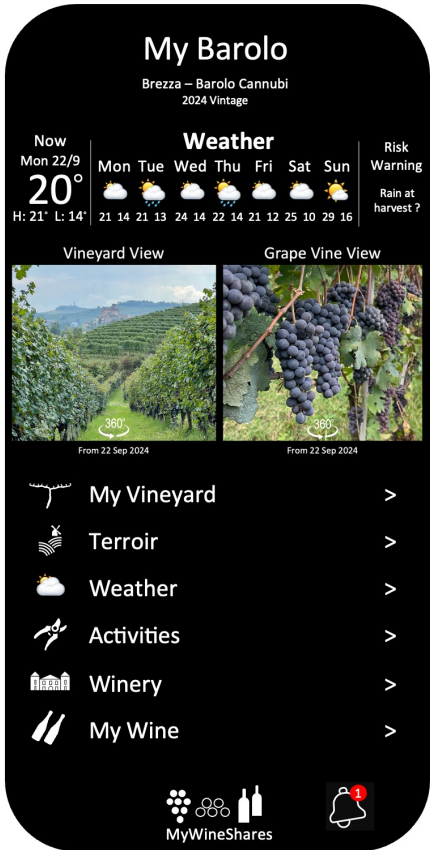 My Barolo
Brezza – Barolo Cannubi
2024 Vintage
Now
Mon 22/9
20°
H: 21° L: 14°
Weather
Mon Tue Wed Thu Fri Sat Sun
21 14 21 13 24 14 22 14 21 12 25 10 29 16
Risk
Warning
Rain at
harvest ?
Vineyard View
Grape Vine View
360°
360°
From 22 Sep 2024
From 22 Sep 2024
My Vineyard >
Terroir >
Weather >
Activities >
Winery >
My Wine >
1
MyWineShares